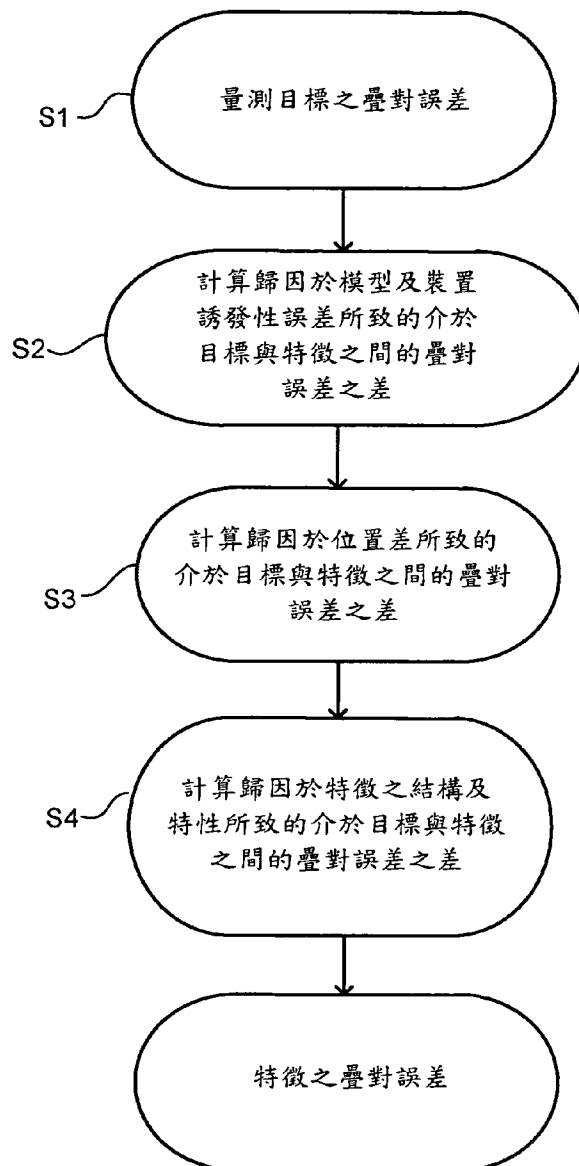 S1
量測目標之疊對誤差
S2
計算歸因於模型及裝置
誘發性誤差所致的介於
目標與特徵之間的疊對
誤差之差
S3
計算歸因於位置差所致的
介於目標與特徵之間的疊對
誤差之差
S4
計算歸因於特徵之結構及
特性所致的介於目標與特徵
之間的疊對誤差之差
特徵之疊對誤差